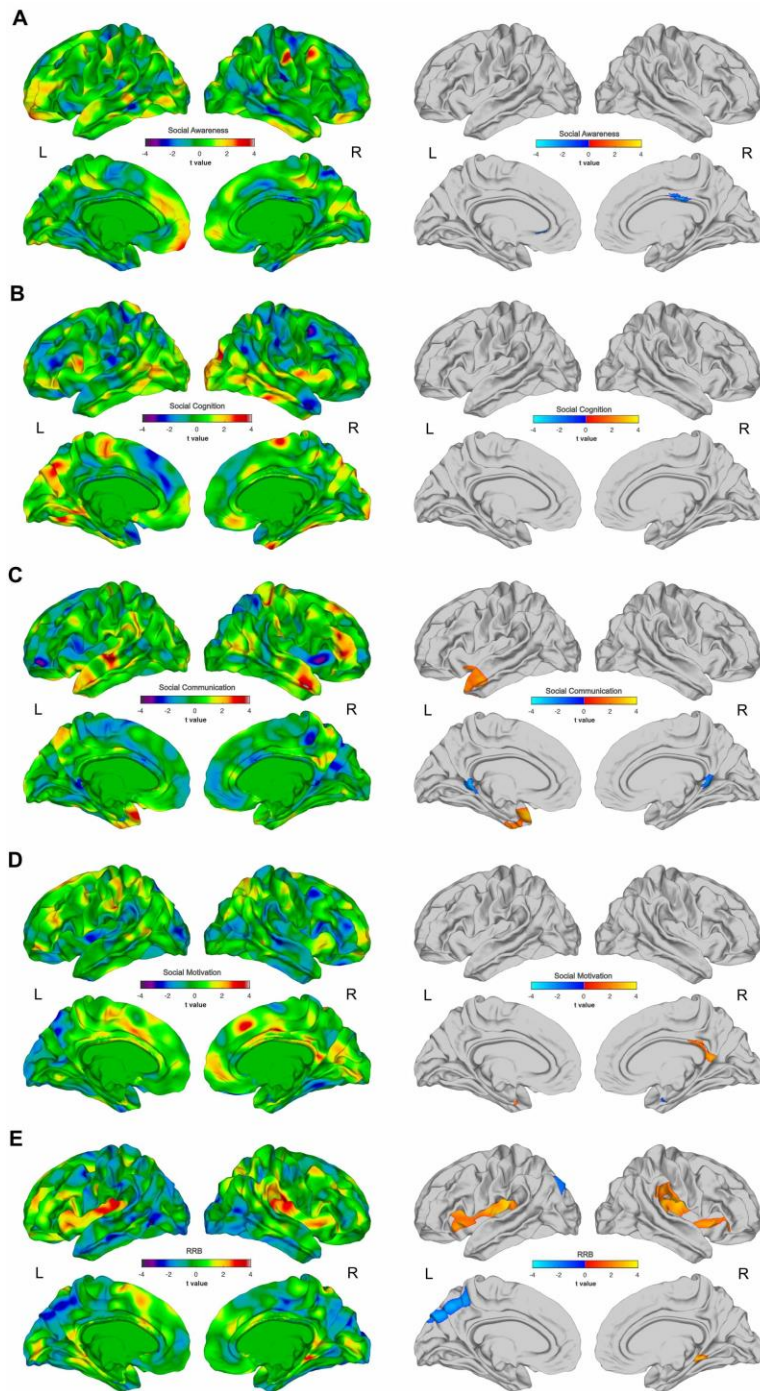 A
Social Awareness Social Awareness
-4 -2 0 2 4 -4 -2 0 2 4
L t value R L t value R
B
Social Cognition Social Cognition
-4 -2 0 2 4 -4 -2 0 2 4
L t value R L t value R
C
Social Communication Social Communication
-4 -2 0 2 4 -4 -2 0 2 4
L t value R L t value R
D
Social Motivation Social Motivation
-4 -2 0 2 4 -4 -2 0 2 4
L t value R L t value R
E
RRB RRB
L R L R
-4 -2 0 2 4 -4 -2 0 2 4
t value t value